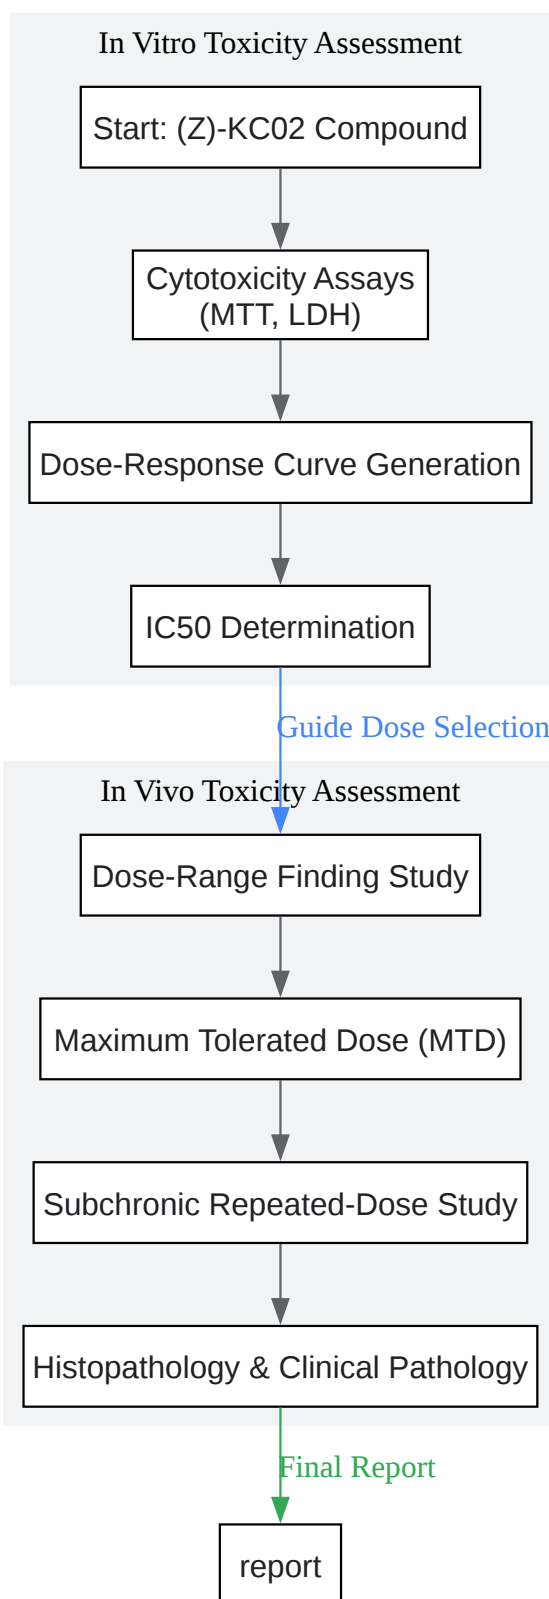 In Vitro Toxicity Assessment
Start: (Z)-KC02 Compound
Cytotoxicity Assays
(MTT, LDH)
Dose-Response Curve Generation
IC50 Determination
Guide Dose Selection
In Vivo Toxicity Assessment
Dose-Range Finding Study
Maximum Tolerated Dose (MTD)
Subchronic Repeated-Dose Study
Histopathology & Clinical Pathology
Final Report
report